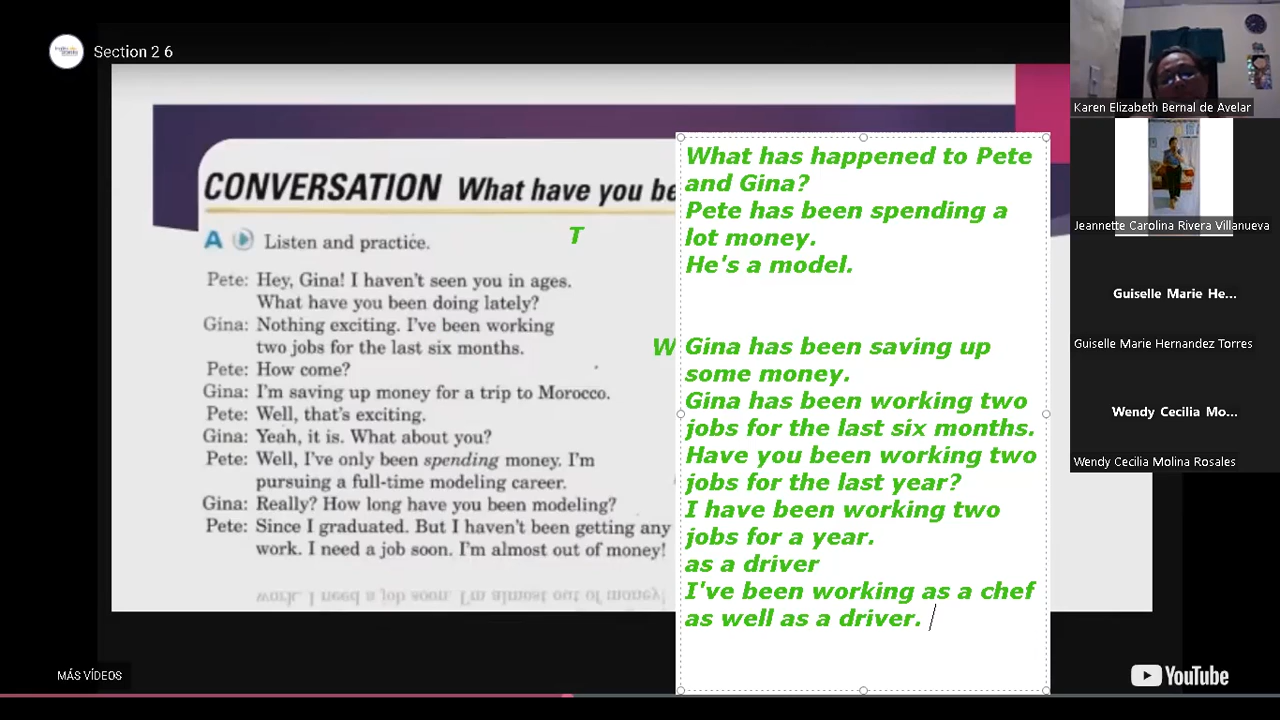 Section 2 6
CONVERSATION What have you be
A Listen and practice.
T
Pete: Hey, Gina! I haven't seen you in ages.
What have you been doing lately?
Gina: Nothing exciting. I've been working
two jobs for the last six months.
Pete: How come?
Gina: I'm saving up money for a trip to Morocco.
Pete: Well, that's exciting.
Gina: Yeah, it is. What about you?
Pete: Well, I've only been spending money. I'm
pursuing a full-time modeling career.
Gina: Really? How long have you been modeling?
Pete: Since I graduated. But I haven't been getting any
work. I need a job soon. I'm almost out of money!
W
What has happened to Pete
and Gina?
Pete has been spending a
lot money.
He's a model.
Gina has been saving up
some money.
Gina has been working two
jobs for the last six months.
Have you been working two
jobs for the last year?
I have been working two
jobs for a year.
as a driver
I've been working as a chef
as well as a driver.
Karen Elizabeth Bernal de Avelar
Jeannette Carolina Rivera Villanueva
Guiselle Marie He...
Guiselle Marie Hernandez Torres
Wendy Cecilia Mo...
Wendy Cecilia Molina Rosales
MÁS VÍDEOS
YouTube